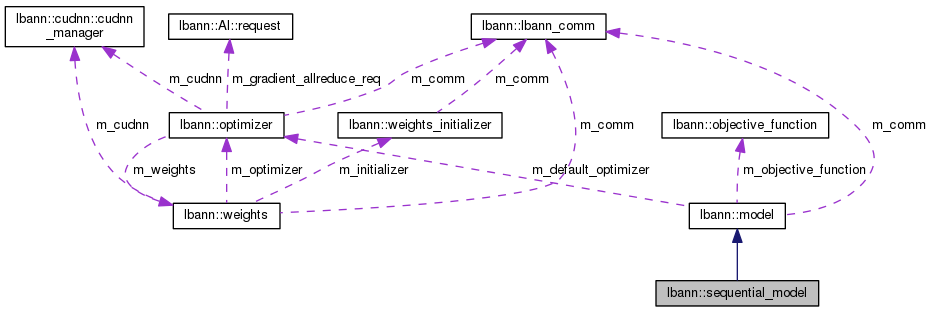 lbann::cudnn::cudnn
_manager
lbann::Al::request
lbann::lbann_comm
m_cudnn
m_gradient_allreduce_req
m_comm
m_comm
m_cudnn
lbann::optimizer
lbann::weights_initializer
m_comm
lbann::objective_function
m_comm
m_weights
m_optimizer
m_initializer
m_default_optimizer
m_objective_function
lbann::weights
lbann::model
lbann::sequential_model